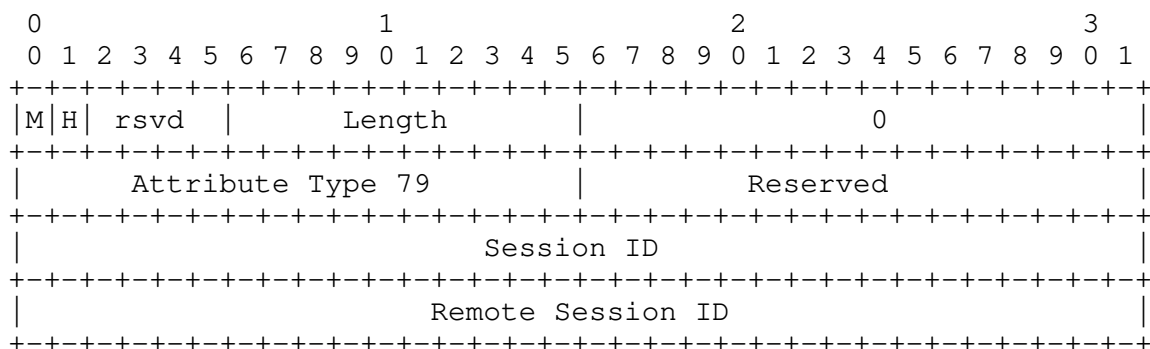 0                   1                   2                   3
 0 1 2 3 4 5 6 7 8 9 0 1 2 3 4 5 6 7 8 9 0 1 2 3 4 5 6 7 8 9 0 1
+-+-+-+-+-+-+-+-+-+-+-+-+-+-+-+-+-+-+-+-+-+-+-+-+-+-+-+-+-+-+-+-+
|M|H| rsvd  |      Length       |               0               |
+-+-+-+-+-+-+-+-+-+-+-+-+-+-+-+-+-+-+-+-+-+-+-+-+-+-+-+-+-+-+-+-+
|      Attribute Type 79        |         Reserved              |
+-+-+-+-+-+-+-+-+-+-+-+-+-+-+-+-+-+-+-+-+-+-+-+-+-+-+-+-+-+-+-+-+
|                          Session ID                           |
+-+-+-+-+-+-+-+-+-+-+-+-+-+-+-+-+-+-+-+-+-+-+-+-+-+-+-+-+-+-+-+-+
|                       Remote Session ID                       |
+-+-+-+-+-+-+-+-+-+-+-+-+-+-+-+-+-+-+-+-+-+-+-+-+-+-+-+-+-+-+-+-+